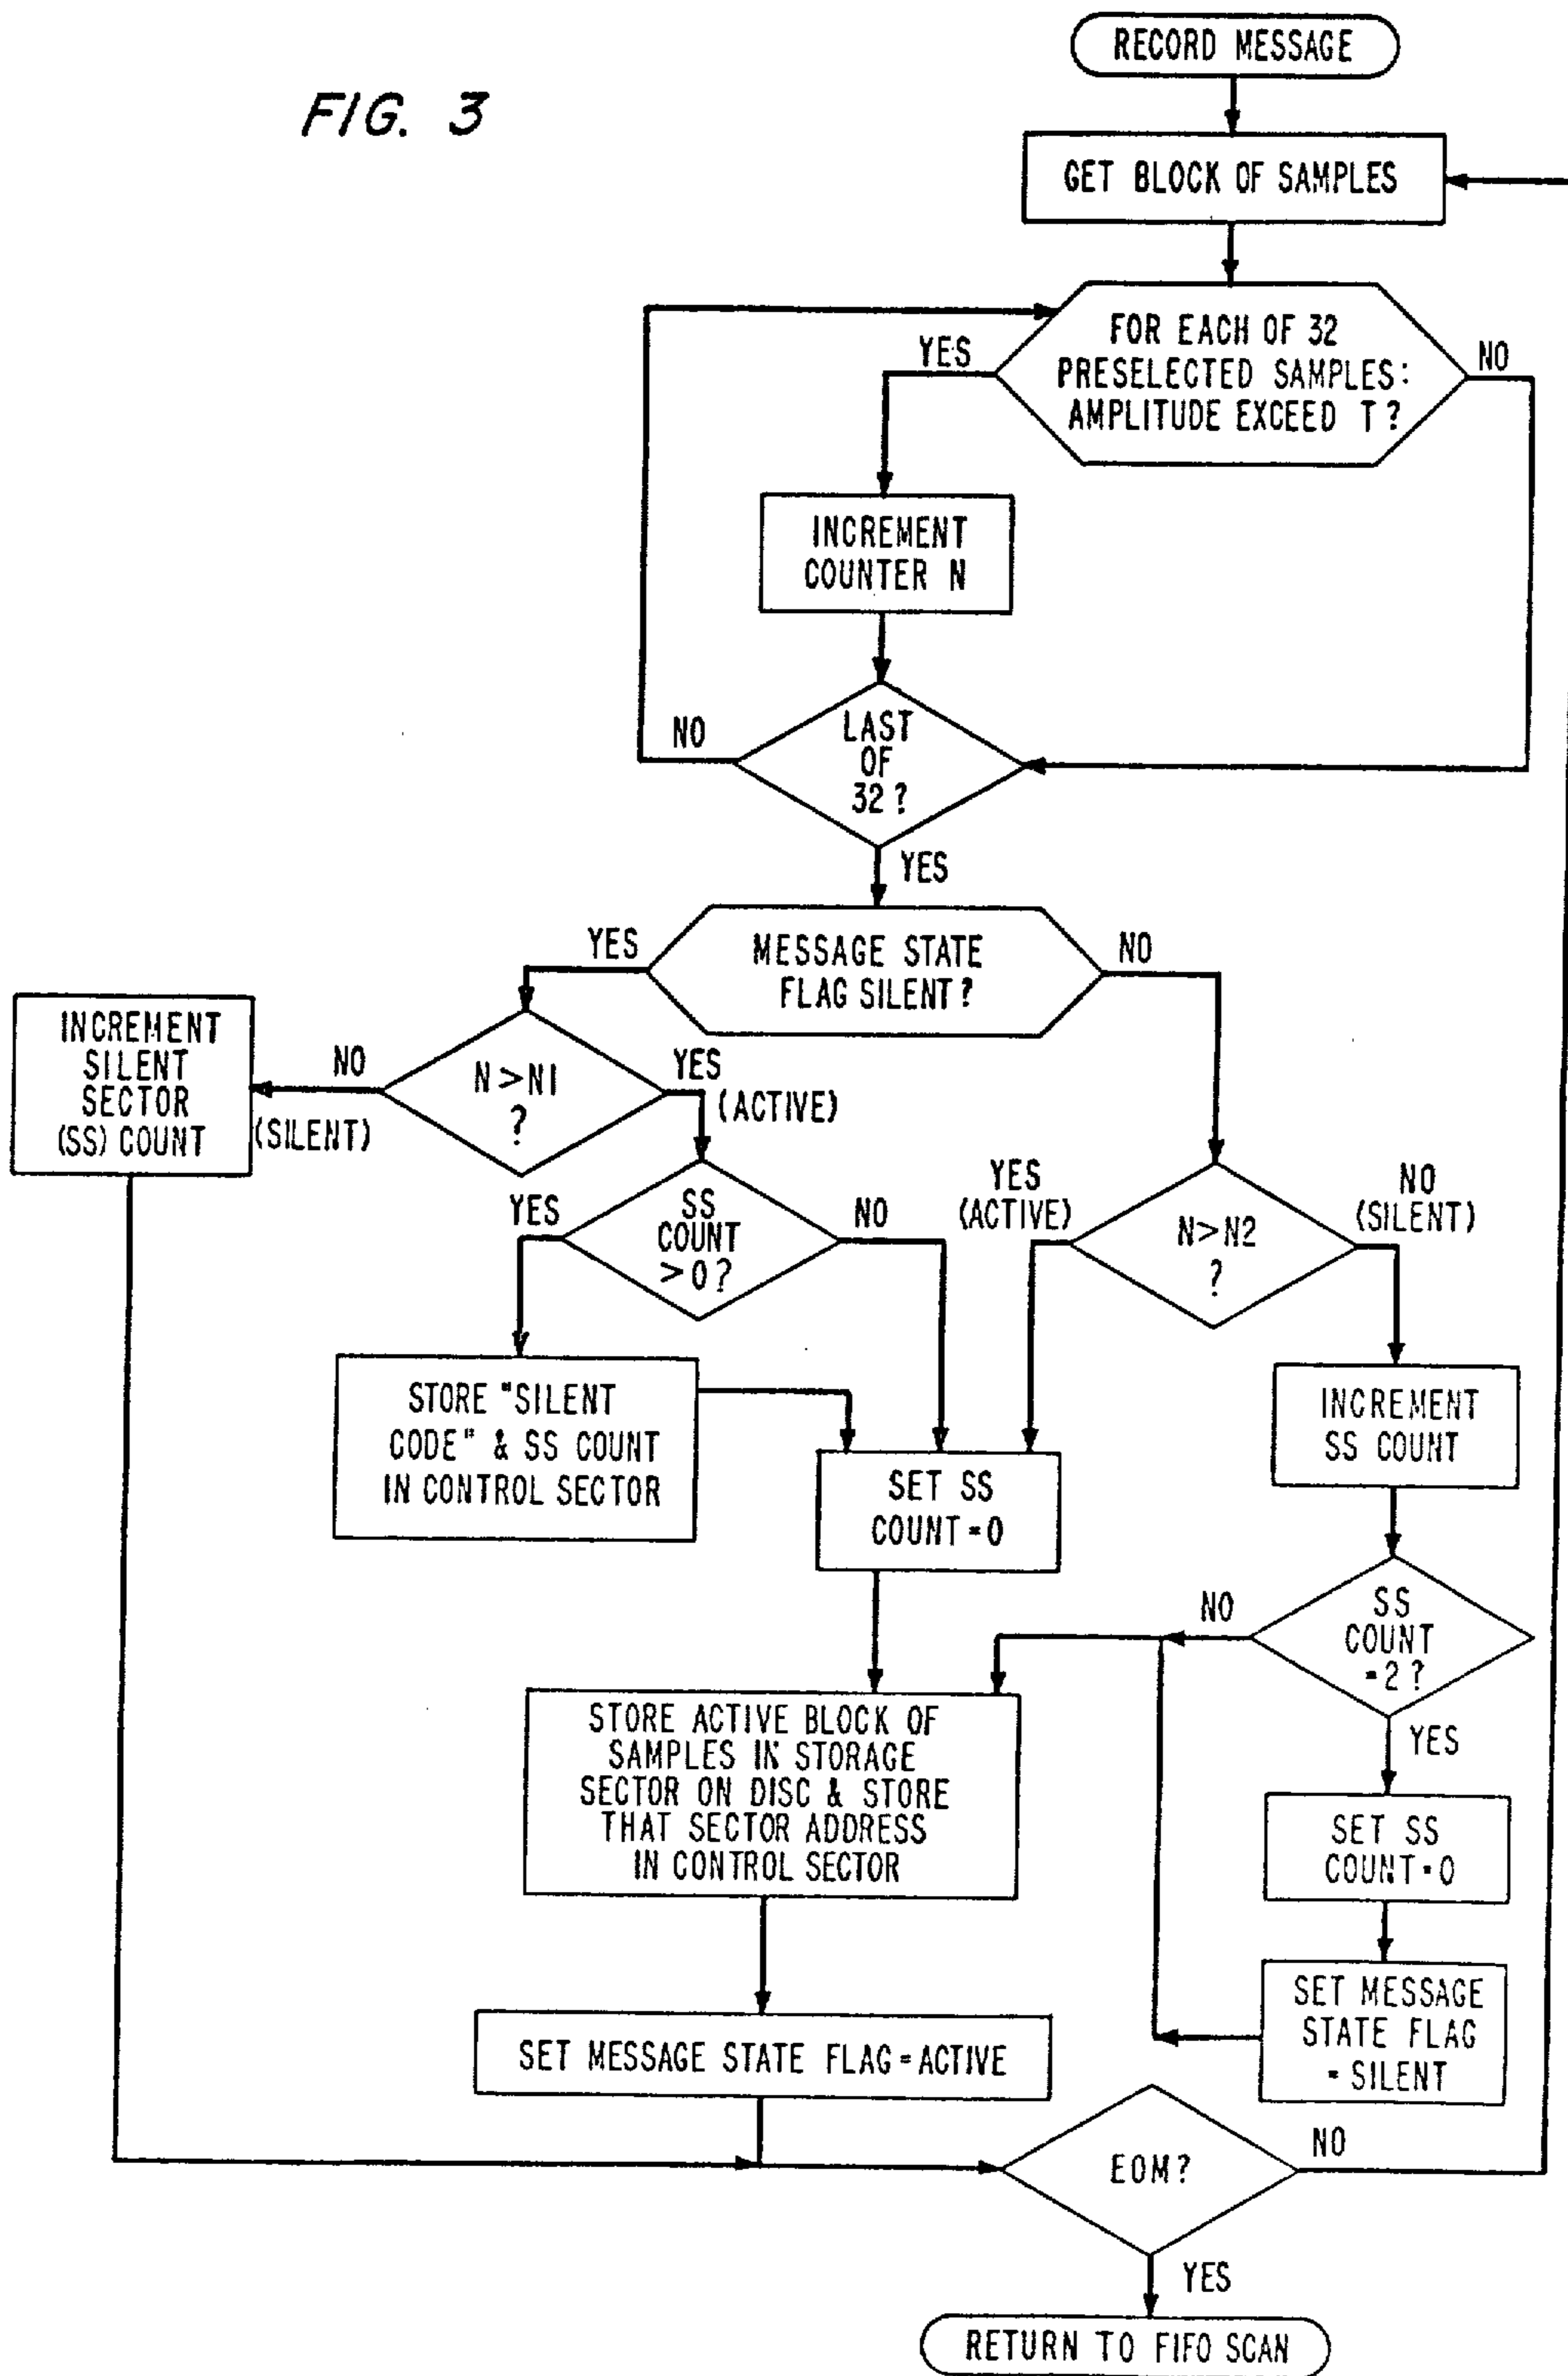 FIG. 3
RECORD MESSAGE
GET BLOCK OF SAMPLES
FOR EACH OF 32
PRESELECTED SAMPLES:
AMPLITUDE EXCEED T?
YES
NO
INCREMENT
COUNTER N
LAST
OF
32?
NO
YES
MESSAGE STATE
FLAG SILENT?
YES
NO
INCREMENT
SILENT
SECTOR
(SS) COUNT
NO
(SILENT)
N>N1
?
YES
(ACTIVE)
SS
COUNT
>0?
YES
NO
YES
(ACTIVE)
N>N2
?
NO
(SILENT)
STORE "SILENT
CODE" & SS COUNT
IN CONTROL SECTOR
SET SS
COUNT=0
INCREMENT
SS COUNT
NO
SS
COUNT
=2?
YES
STORE ACTIVE BLOCK OF
SAMPLES IN STORAGE
SECTOR ON DISC & STORE
THAT SECTOR ADDRESS
IN CONTROL SECTOR
SET SS
COUNT=0
SET MESSAGE
STATE FLAG
=SILENT
SET MESSAGE STATE FLAG=ACTIVE
EOM?
NO
YES
RETURN TO FIFO SCAN